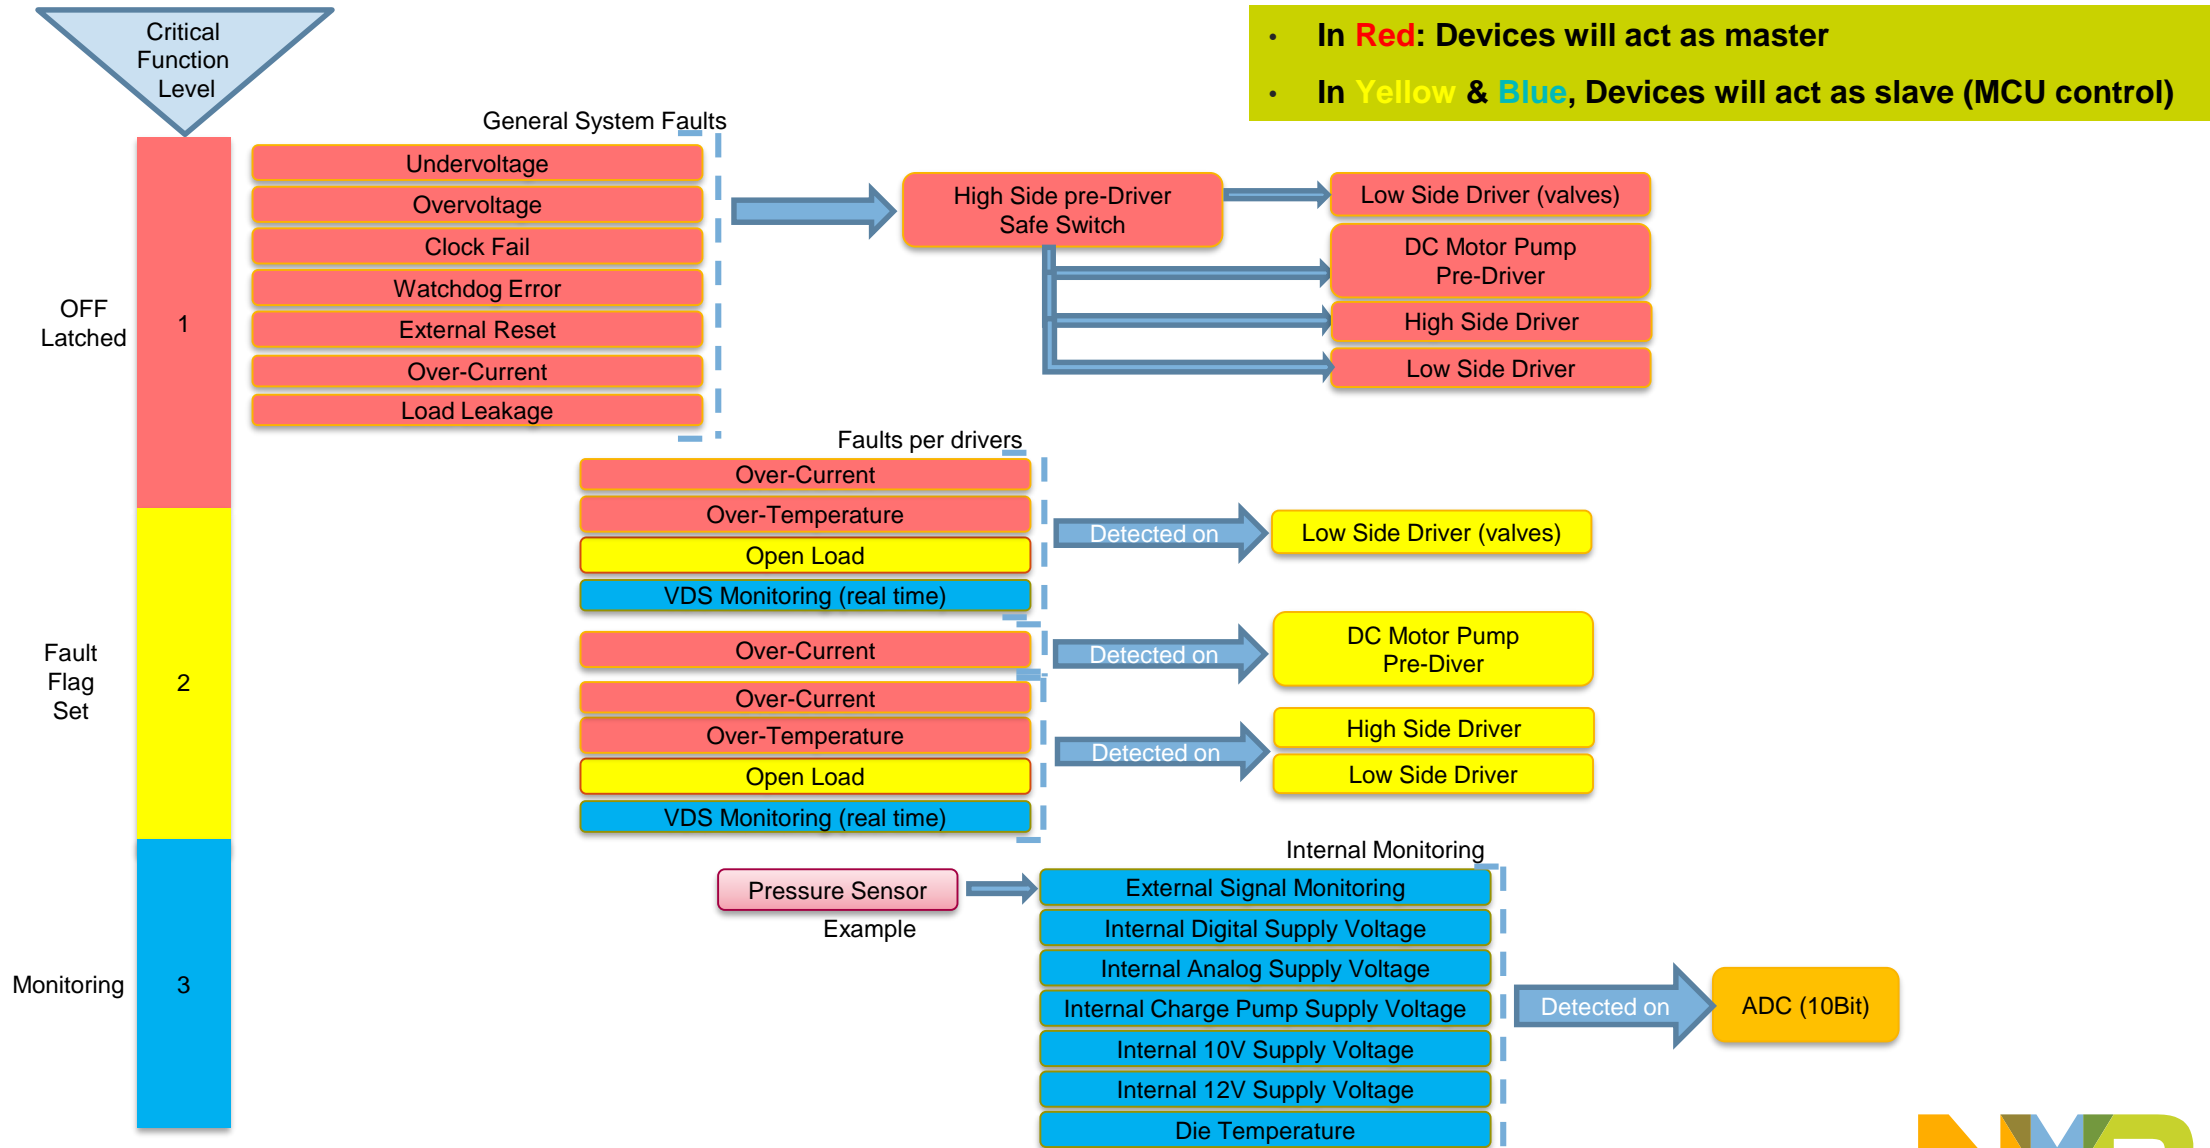 Critical
Function
Level
• In Red: Devices will act as master
• In Yellow & Blue, Devices will act as slave (MCU control)
General System Faults
Undervoltage
Overvoltage
Clock Fail
Watchdog Error
External Reset
Over-Current
Load Leakage
OFF
Latched
1
High Side pre-Driver
Safe Switch
Low Side Driver (valves)
DC Motor Pump
Pre-Driver
High Side Driver
Low Side Driver
Faults per drivers
Over-Current
Over-Temperature
Open Load
VDS Monitoring (real time)
Detected on
Low Side Driver (valves)
Fault
Flag
Set
2
Over-Current
Detected on
DC Motor Pump
Pre-Diver
Over-Current
Over-Temperature
Open Load
VDS Monitoring (real time)
Detected on
High Side Driver
Low Side Driver
Internal Monitoring
Pressure Sensor
Example
Monitoring
3
External Signal Monitoring
Internal Digital Supply Voltage
Internal Analog Supply Voltage
Internal Charge Pump Supply Voltage
Internal 10V Supply Voltage
Internal 12V Supply Voltage
Die Temperature
Detected on
ADC (10Bit)